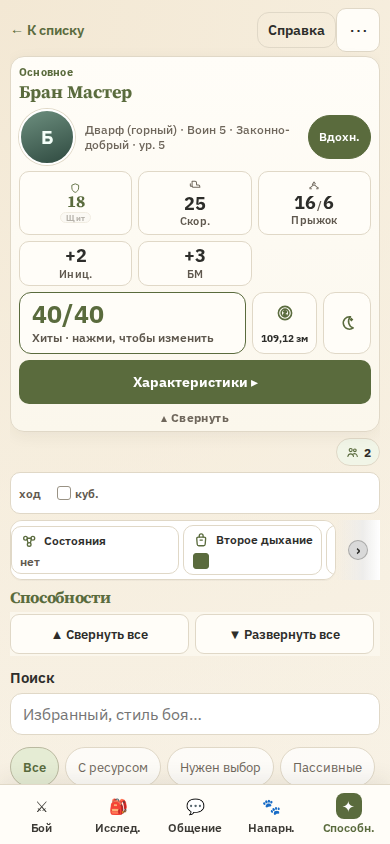 ← К списку
Справка
...
Основное
Бран Мастер
Б
Дварф (горный) · Воин 5 · Законно-
добрый · ур. 5
Вдохн.
18
Щит
25
Скор.
16/6
Прыжок
+2
Иниц.
+3
БМ
40/40
Хиты · нажми, чтобы изменить
109,12 зм
Характеристики ▸
▴ Свернуть
2
ход
куб.
Состояния
нет
Второе дыхание
›
Способности
▲ Свернуть все
▼ Развернуть все
Поиск
Избранный, стиль боя...
Все
С ресурсом
Нужен выбор
Пассивные
Бой
Исслед.
Общение
Напарн.
Способн.